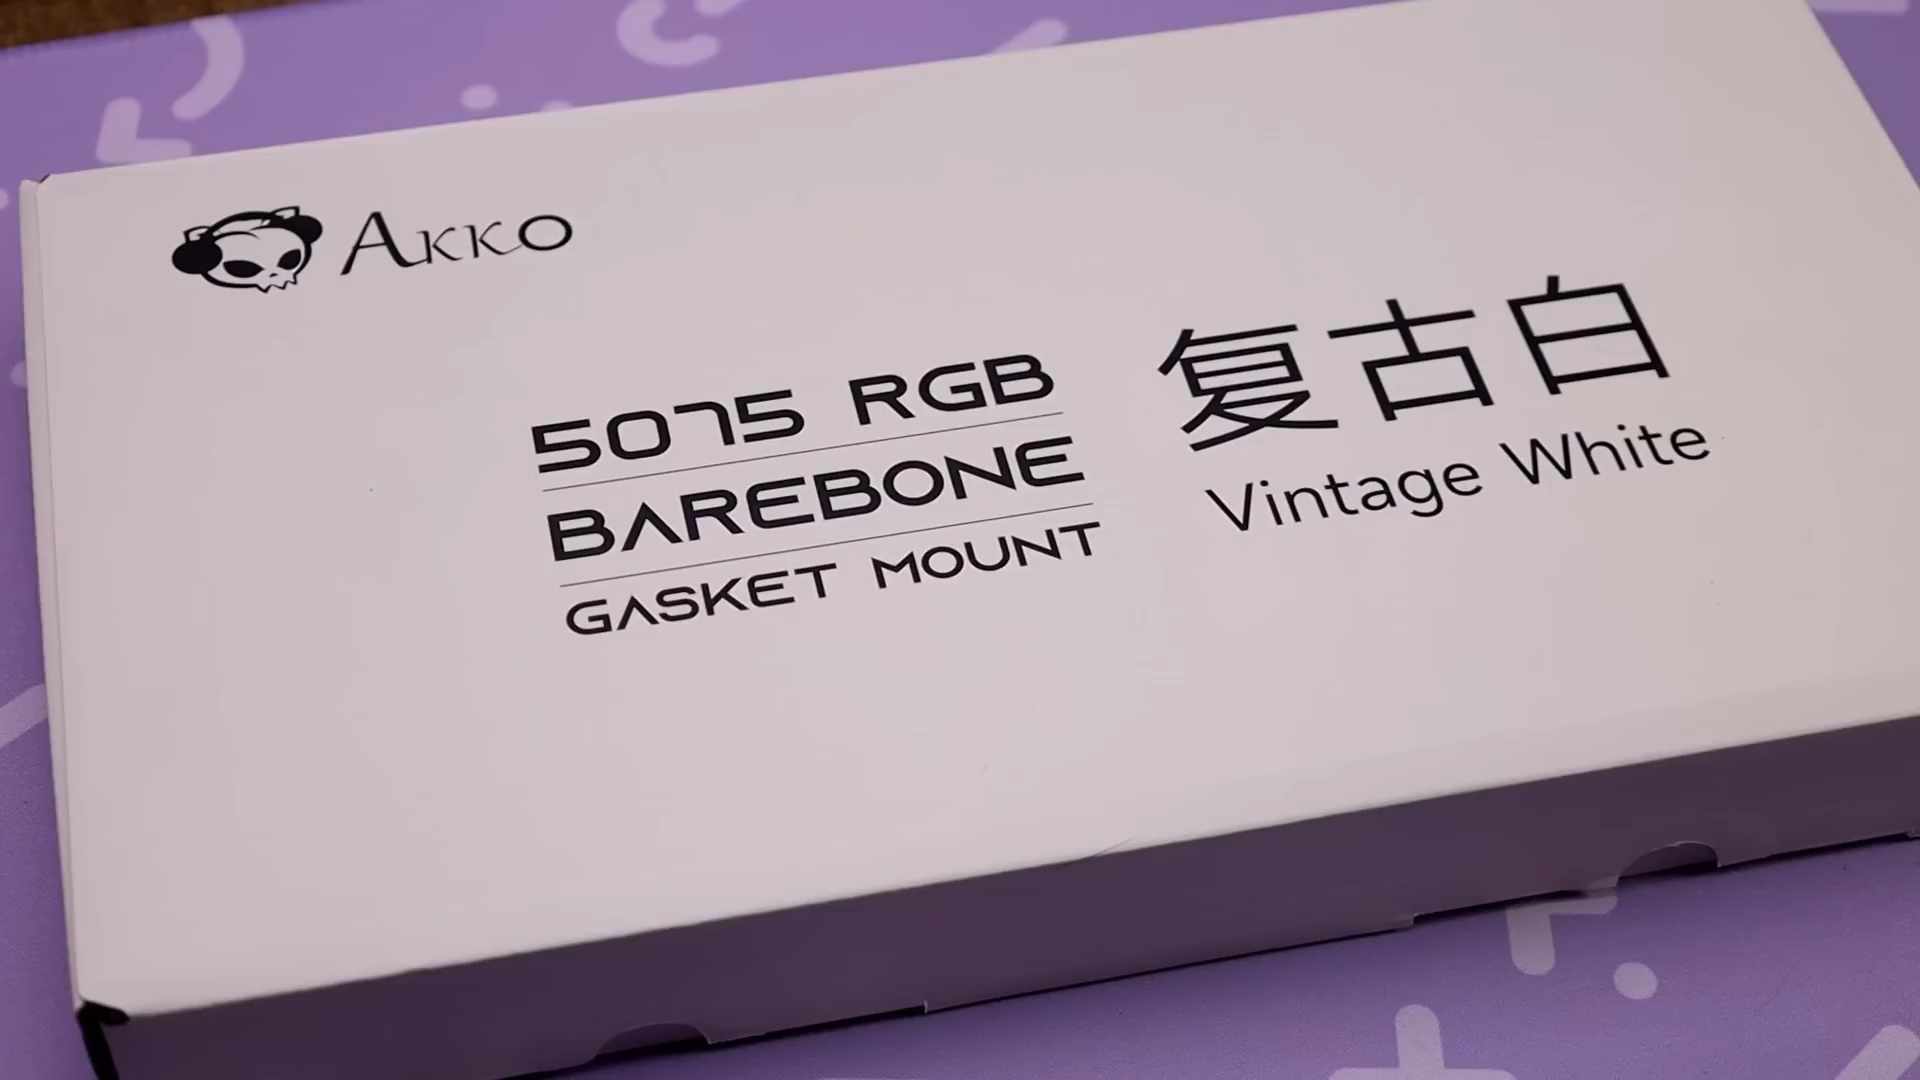 AKKO
5075 RGB
BAREBONE
GASKET MOUNT
复古白
Vintage White